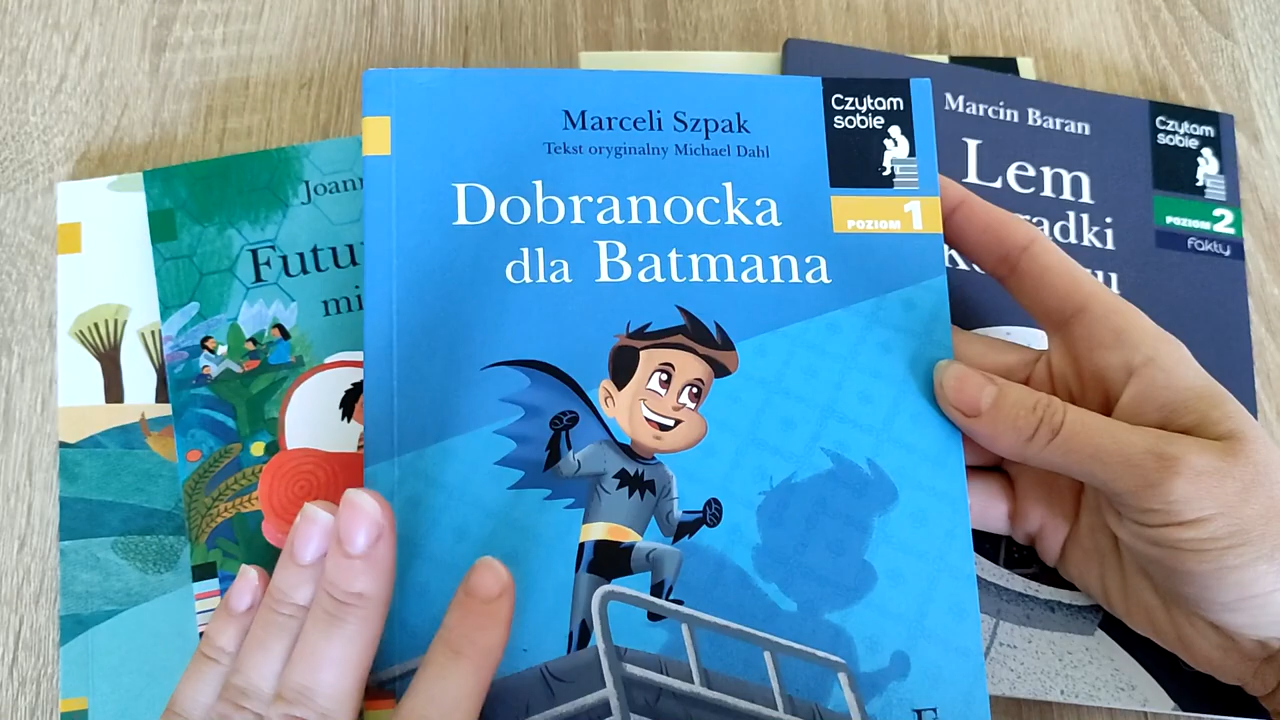 Marceli Szpak
Tekst oryginalny Michael Dahl
Dobranocka
dla Batmana
Czytam
sobie
POZIOM 1
Marcin Baran
Lem
Czytam
sobie
POZIOM 2
fakty